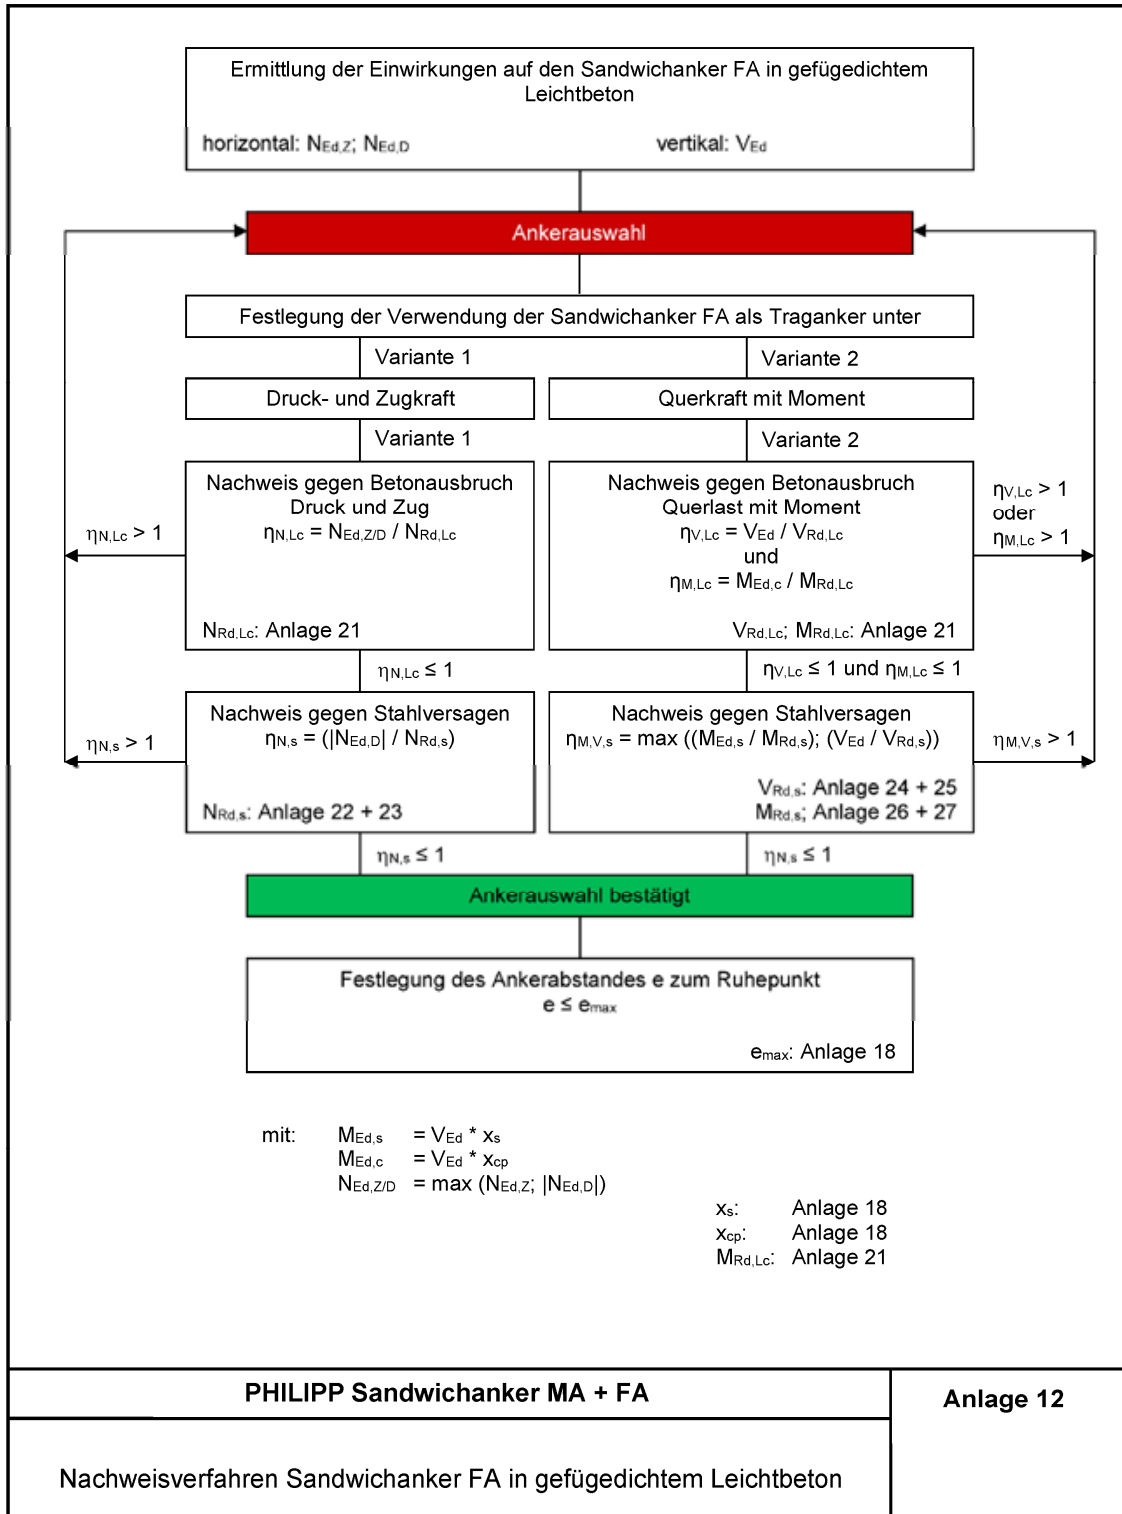 Ermittlung der Einwirkungen auf den Sandwichanker FA in gefügedichtem
Leichtbeton
horizontal: NEd,Z; NEd,D
vertikal: VEd
Ankerauswahl
Festlegung der Verwendung der Sandwichanker FA als Traganker unter
Variante 1
Variante 2
Druck- und Zugkraft
Querkraft mit Moment
Variante 1
Variante 2
Nachweis gegen Betonausbruch
Druck und Zug
ηN,Lc = NEd,Z/D / NRd,Lc
NRd,Lc: Anlage 21
ηN,Lc > 1
Nachweis gegen Betonausbruch
Querlast mit Moment
ηV,Lc = VEd / VRd,Lc
und
ηM,Lc = MEd,c / MRd,Lc
VRd,Lc; MRd,Lc: Anlage 21
ηV,Lc > 1
oder
ηM,Lc > 1
ηN,Lc ≤ 1
ηV,Lc ≤ 1 und ηM,Lc ≤ 1
Nachweis gegen Stahlversagen
ηN,s = (|NEd,D| / NRd,s)
NRd,s: Anlage 22 + 23
ηN,s > 1
Nachweis gegen Stahlversagen
ηM,V,s = max ((MEd,s / MRd,s); (VEd / VRd,s))
VRd,s: Anlage 24 + 25
MRd,s; Anlage 26 + 27
ηM,V,s > 1
ηN,s ≤ 1
ηN,s ≤ 1
Ankerauswahl bestätigt
Festlegung des Ankerabstandes e zum Ruhepunkt
e ≤ emax
emax: Anlage 18
mit: MEd,s = VEd * xs
MEd,c = VEd * xcp
NEd,Z/D = max (NEd,Z; |NEd,D|)
xs: Anlage 18
xcp: Anlage 18
MRd,Lc: Anlage 21
PHILIPP Sandwichanker MA + FA
Anlage 12
Nachweisverfahren Sandwichanker FA in gefügedichtem Leichtbeton